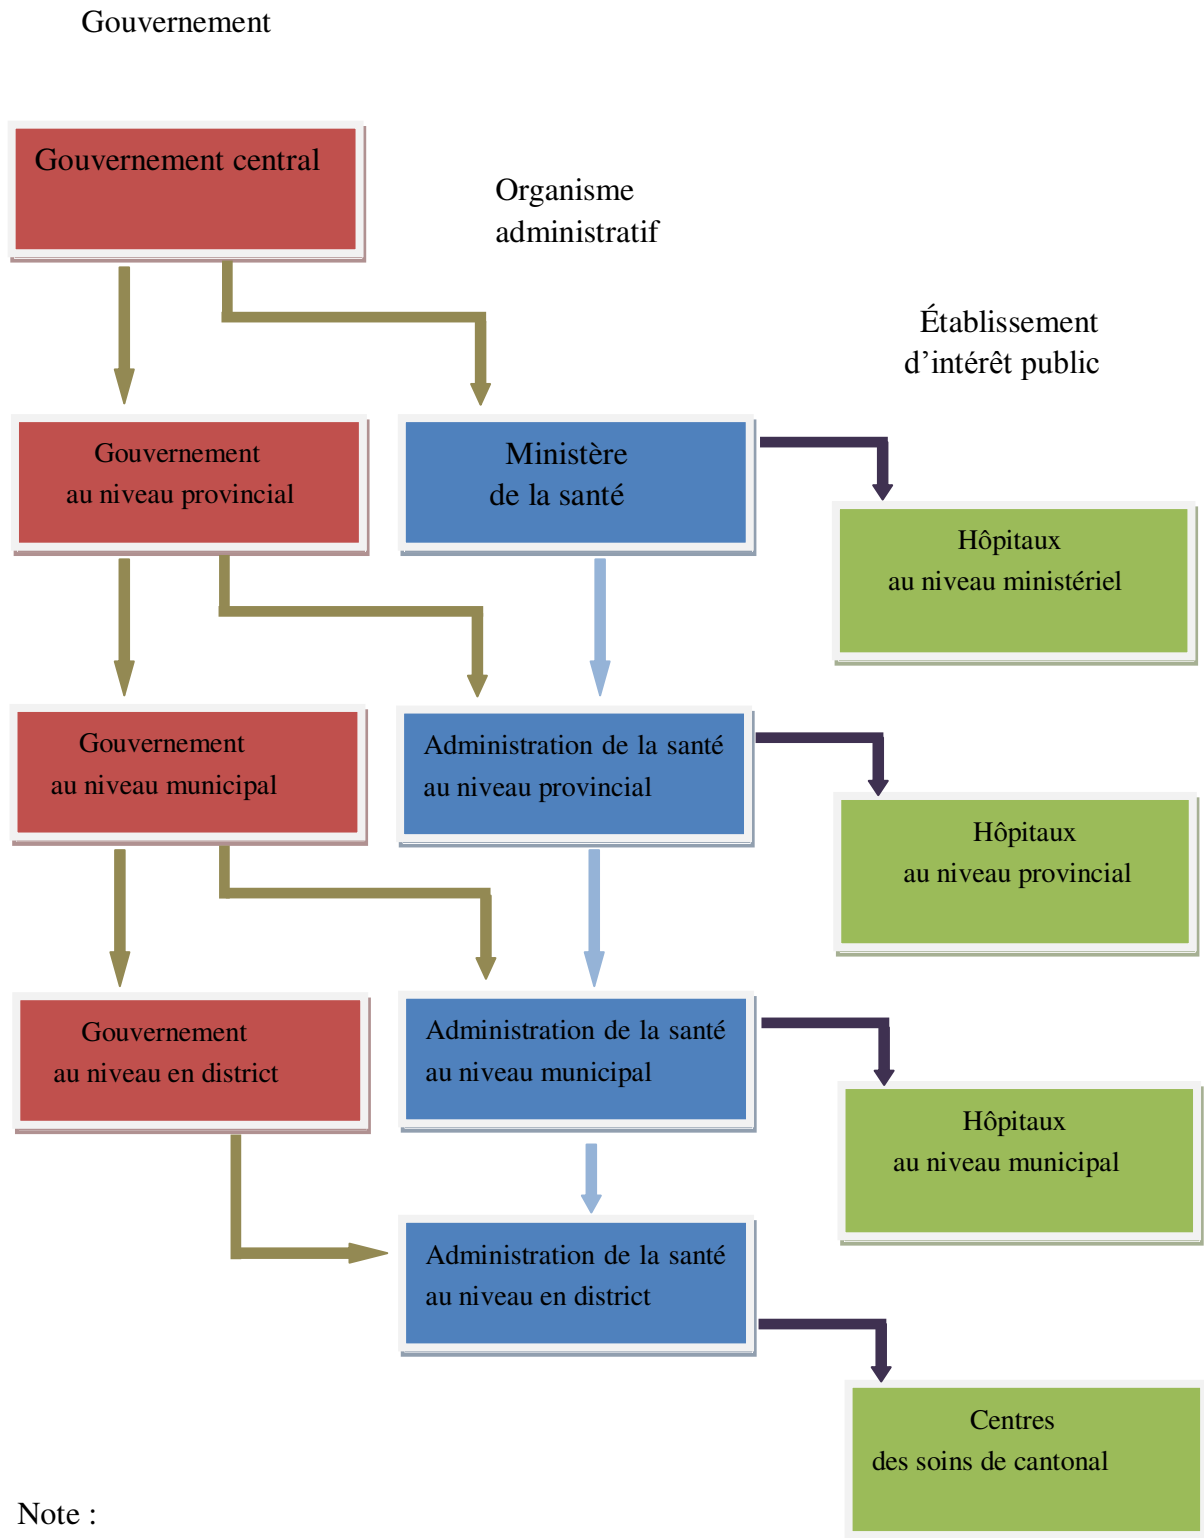 Gouvernement
Gouvernement central
Organisme
administratif
Établissement
d’intérêt public
Gouvernement
au niveau provincial
Ministère
de la santé
Hôpitaux
au niveau ministériel
Gouvernement
au niveau municipal
Administration de la santé
au niveau provincial
Hôpitaux
au niveau provincial
Gouvernement
au niveau en district
Administration de la santé
au niveau municipal
Hôpitaux
au niveau municipal
Administration de la santé
au niveau en district
Centres
des soins de cantonal
Note :